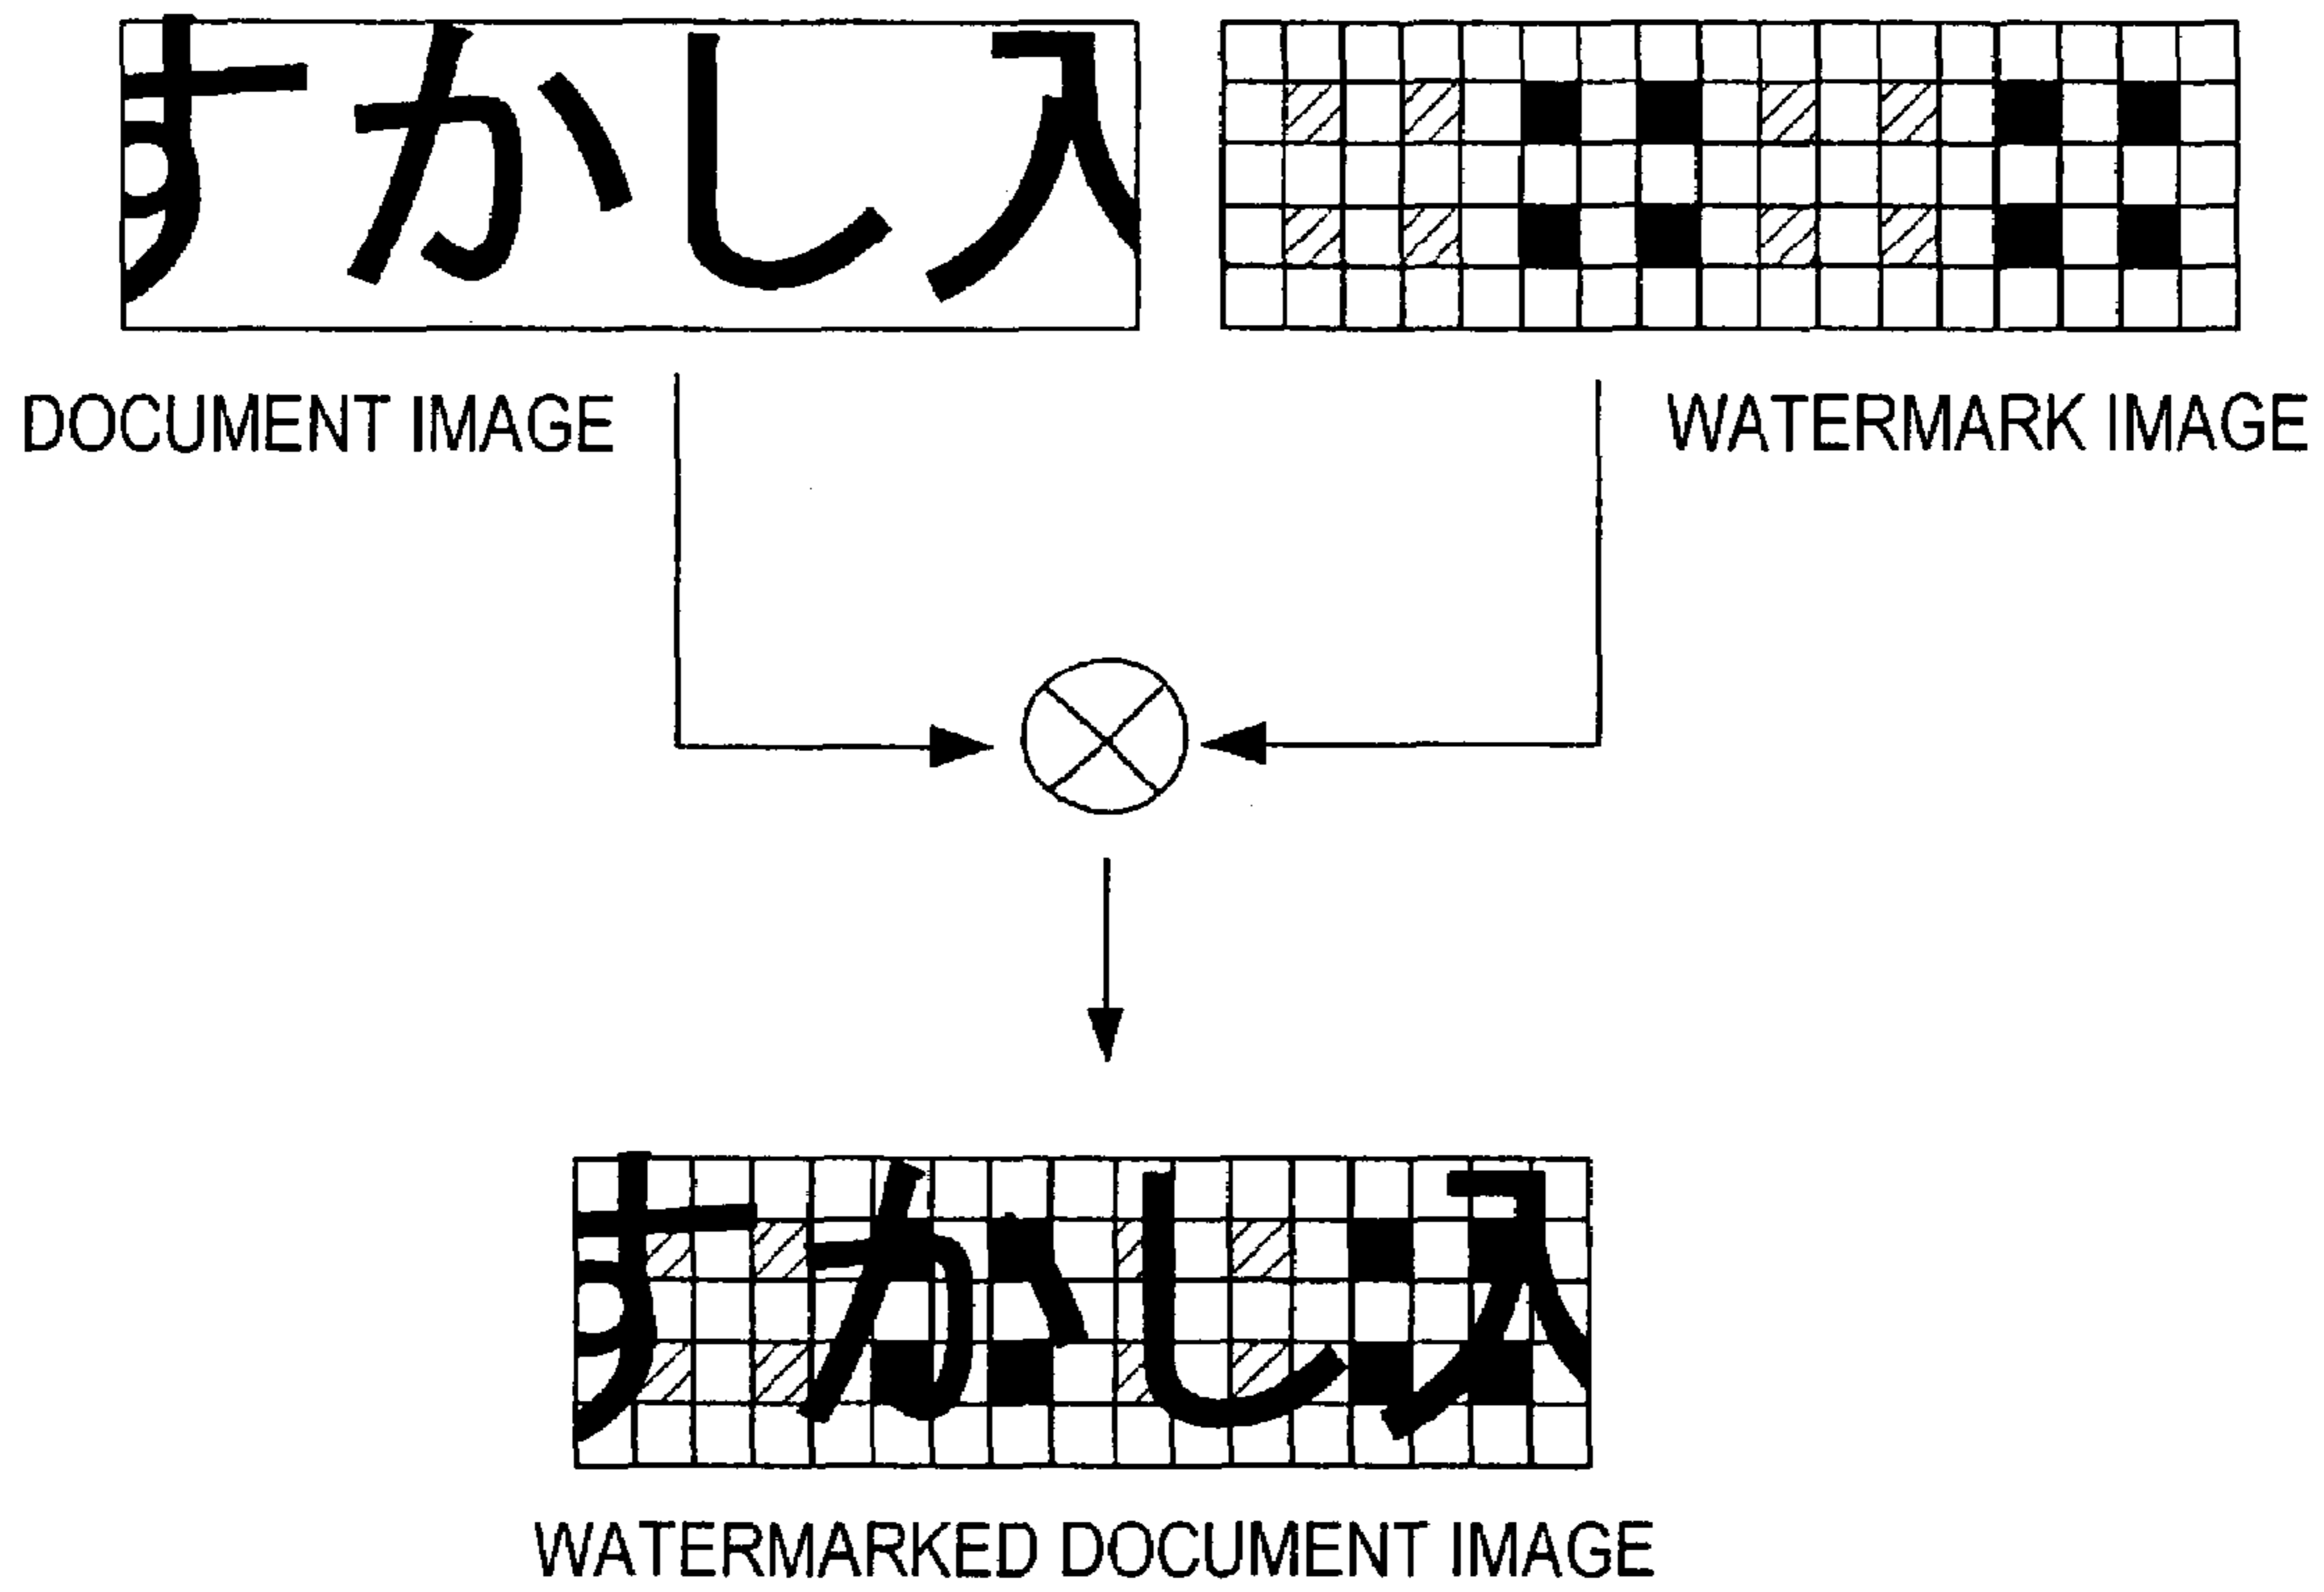 すかし入
DOCUMENT IMAGE
WATERMARK IMAGE
すかし入
WATERMARKED DOCUMENT IMAGE